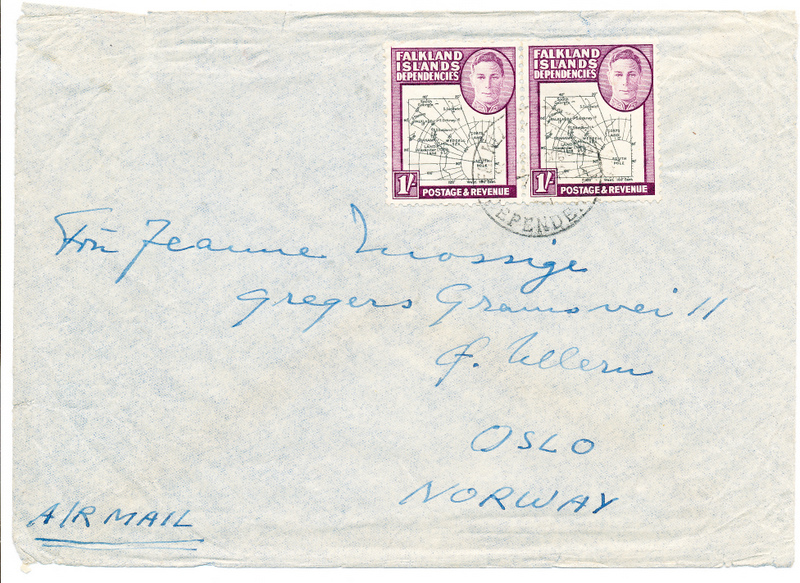 FALKLAND
ISLANDS
DEPENDENCIES
1/-
POSTAGE & REVENUE
FALKLAND
ISLANDS
DEPENDENCIES
1/-
POSTAGE & REVENUE
Jeanne
Gregers Gramsvei 11
Ullern
OSLO
NORWAY
AIR MAIL